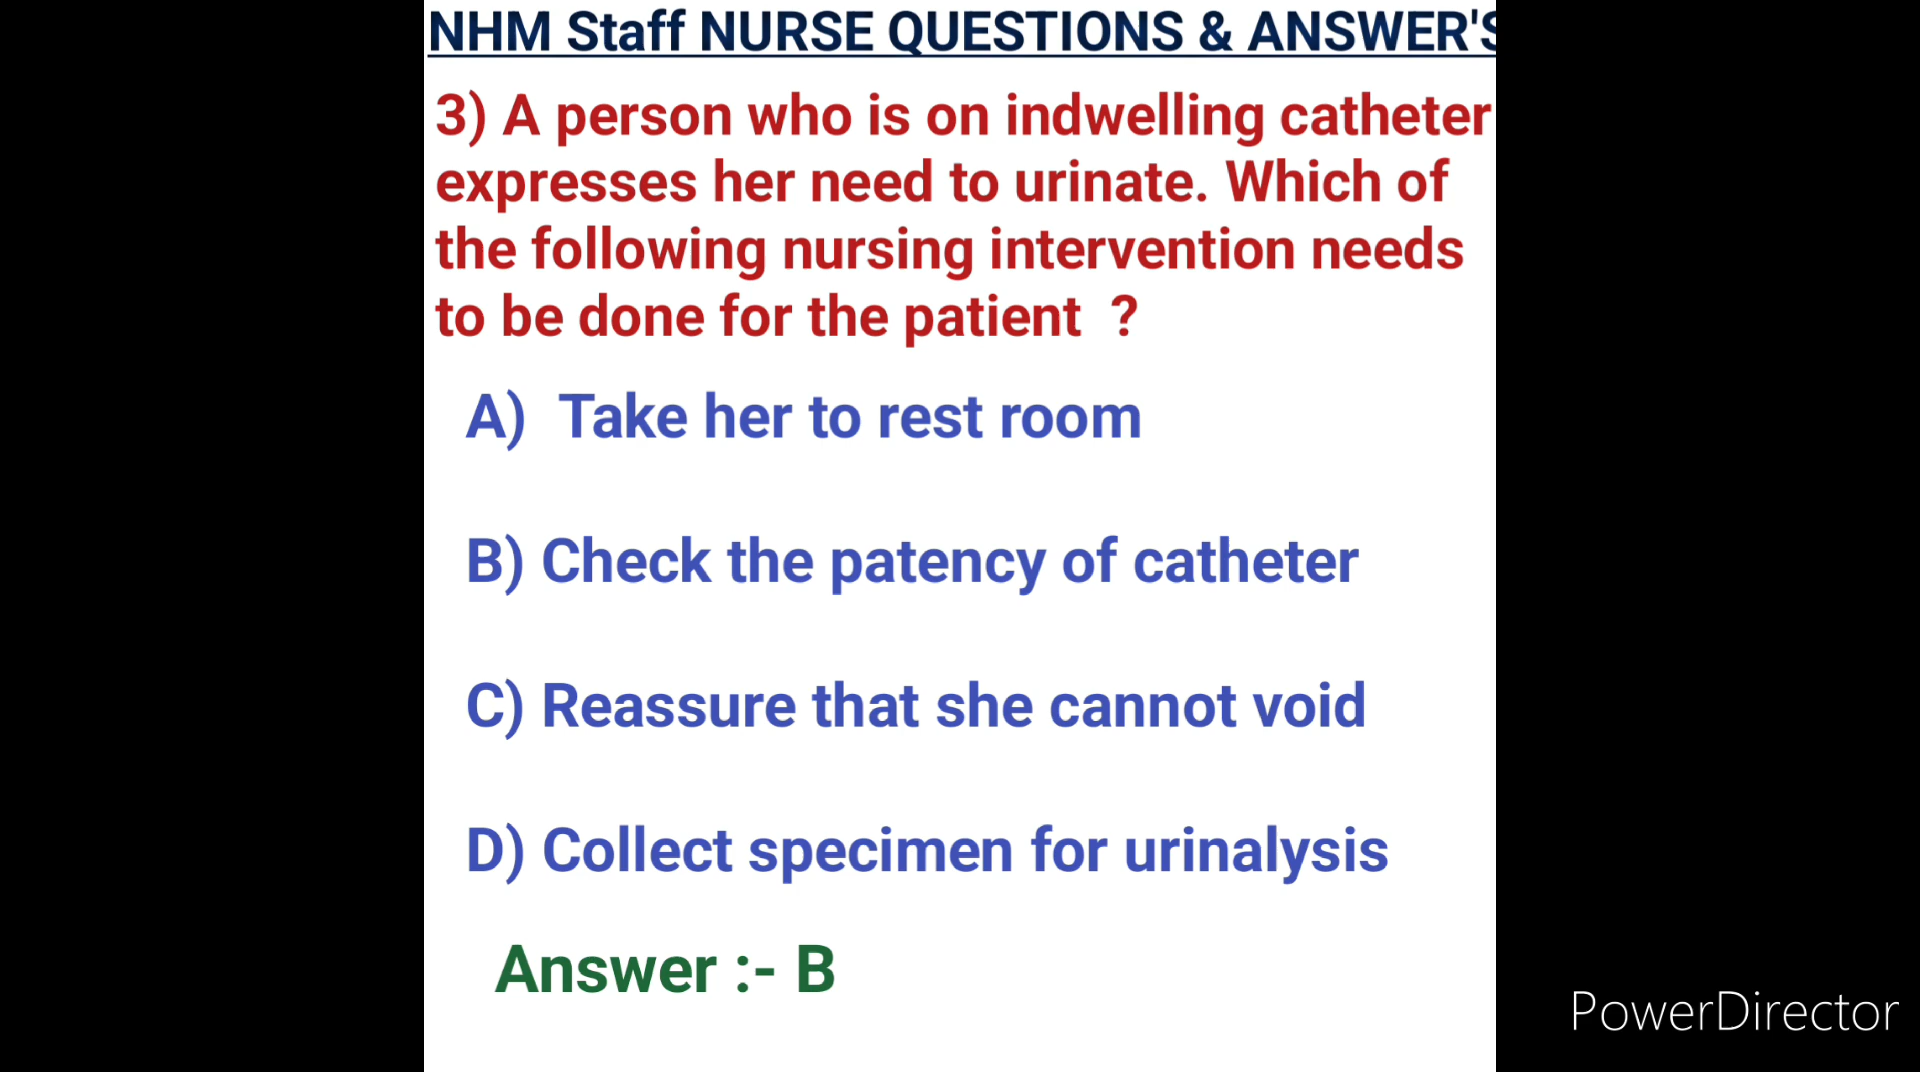 NHM Staff NURSE QUESTIONS & ANSWER'S
3) A person who is on indwelling catheter
expresses her need to urinate. Which of
the following nursing intervention needs
to be done for the patient ?
A) Take her to rest room
B) Check the patency of catheter
C) Reassure that she cannot void
D) Collect specimen for urinalysis
Answer :- B
PowerDirector